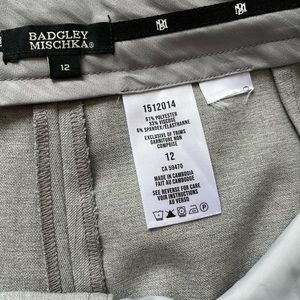 BADGLEY
MISCHKA®
12
1512014
61% POLYESTER
33% VISCOSE
6% SPANDEX/ELASTHANNE
EXCLUSIVE OF TRIMS
GARNITURE NON
COMPRISE
12
CA 59470
MADE IN CAMBODIA
FAIT AU CAMBODGE
SEE REVERSE FOR CARE
VOIR INSTRUCTIONS
AU VERSO